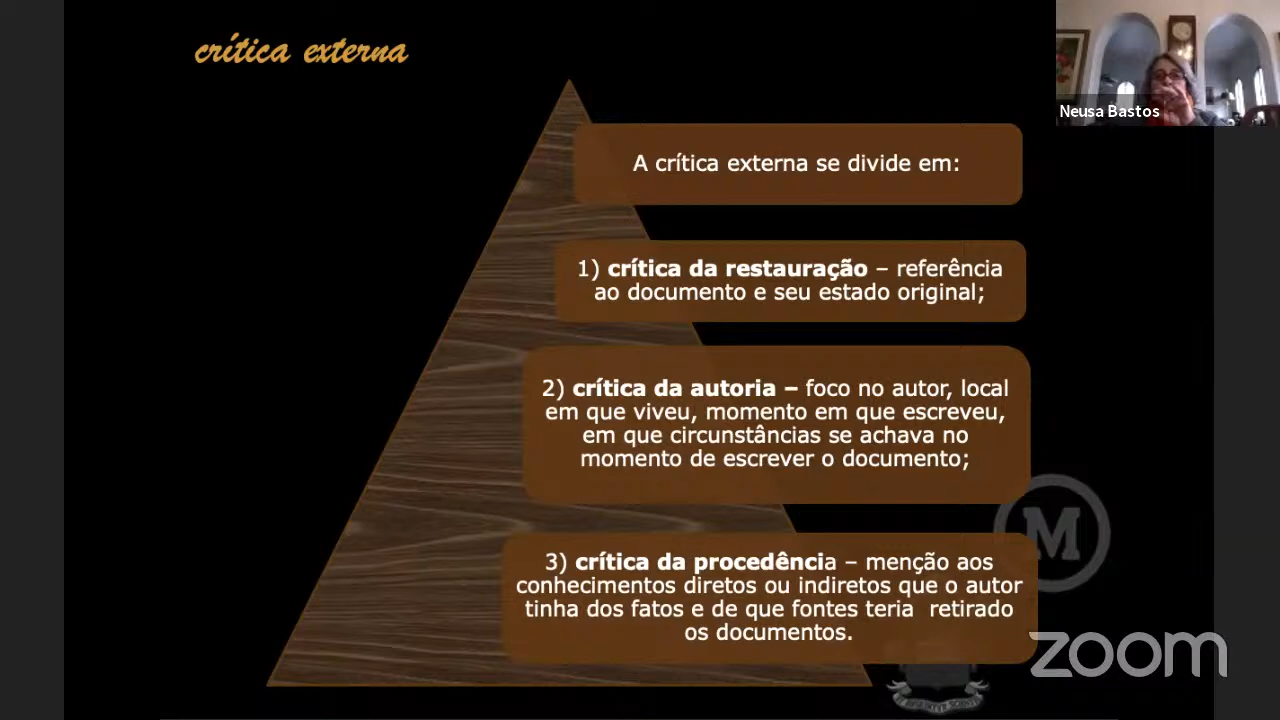 crítica externa
Neusa Bastos
A crítica externa se divide em:
1) crítica da restauração – referência
ao documento e seu estado original;
2) crítica da autoria – foco no autor, local
em que viveu, momento em que escreveu,
em que circunstâncias se achava no
momento de escrever o documento;
3) crítica da procedência – menção aos
conhecimentos diretos ou indiretos que o autor
tinha dos fatos e de que fontes teria  retirado
os documentos.
M
zoom